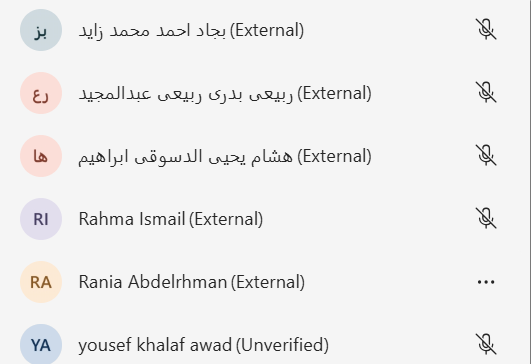 بز بجاد احمد محمد زايد (External)
رع ربيعى بدرى ربيعى عبدالمجيد (External)
ها هشام يحيى الدسوقى ابراهيم (External)
RI Rahma Ismail (External)
RA Rania Abdelrhman (External)
YA yousef khalaf awad (Unverified)